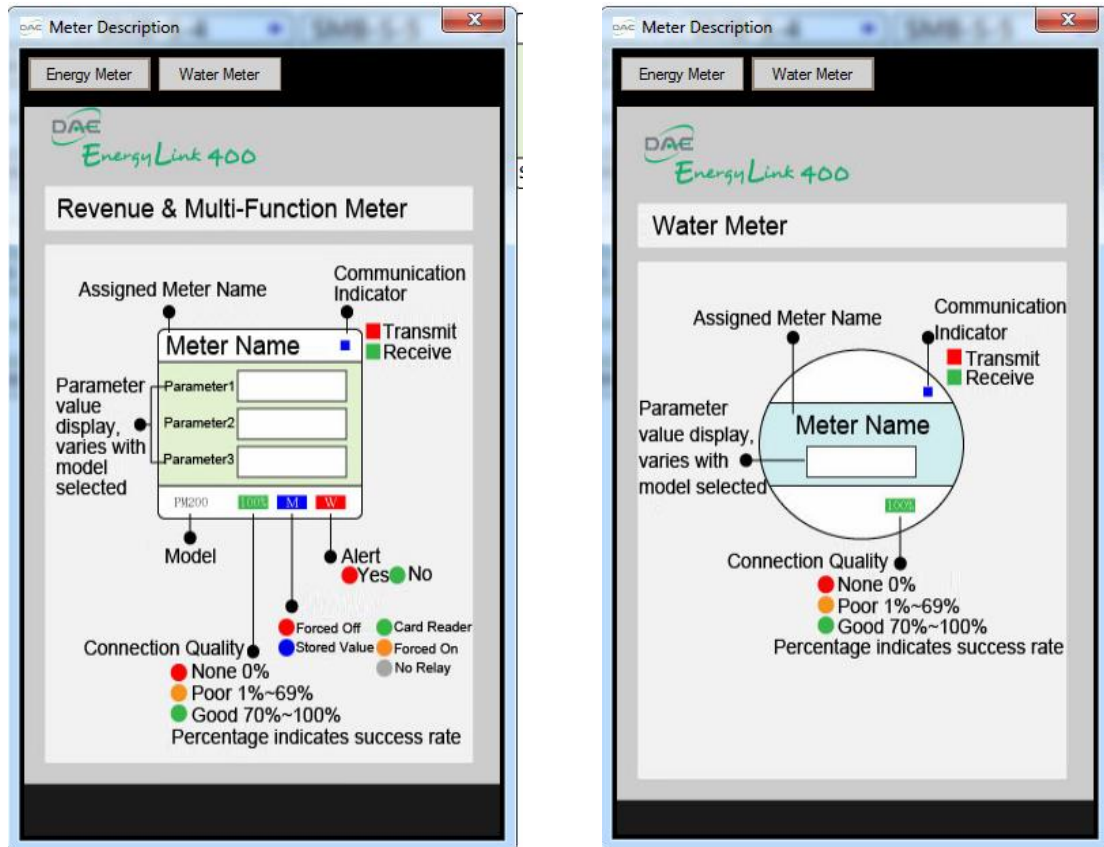 DAE Meter Description
X
Energy Meter Water Meter
DAE
EnergyLink 400
Revenue & Multi-Function Meter
Assigned Meter Name
Communication
Indicator
Transmit
Receive
Meter Name
Parameter
value
display,
varies with
model
selected
Parameter1
Parameter2
Parameter3
PM200 100% M W
Model
Alert
Yes No
Forced Off Card Reader
Stored Value Forced On
No Relay
Connection Quality
None 0%
Poor 1%~69%
Good 70%~100%
Percentage indicates success rate
DAE Meter Description
X
Energy Meter Water Meter
DAE
EnergyLink 400
Water Meter
Assigned Meter Name
Communication
Indicator
Transmit
Receive
Parameter
value display,
varies with
model selected
Meter Name
100%
Connection Quality
None 0%
Poor 1%~69%
Good 70%~100%
Percentage indicates success rate